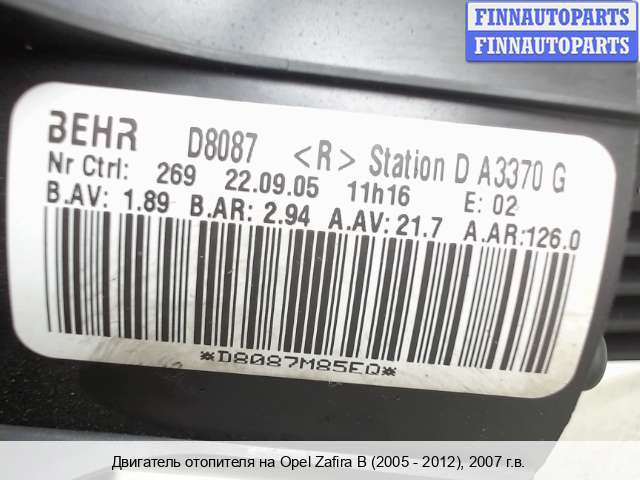 FINNAUTOPARTS
FINNAUTOPARTS
BEHR D8087 <R> Station D A3370 G
Nr Ctrl: 269 22.09.05 11h16 E: 02
B.AV: 1.89 B.AR: 2.94 A.AV: 21.7 A.AR:126.0
*D8087M85EQ*
Двигатель отопителя на Opel Zafira B (2005 - 2012), 2007 г.в.